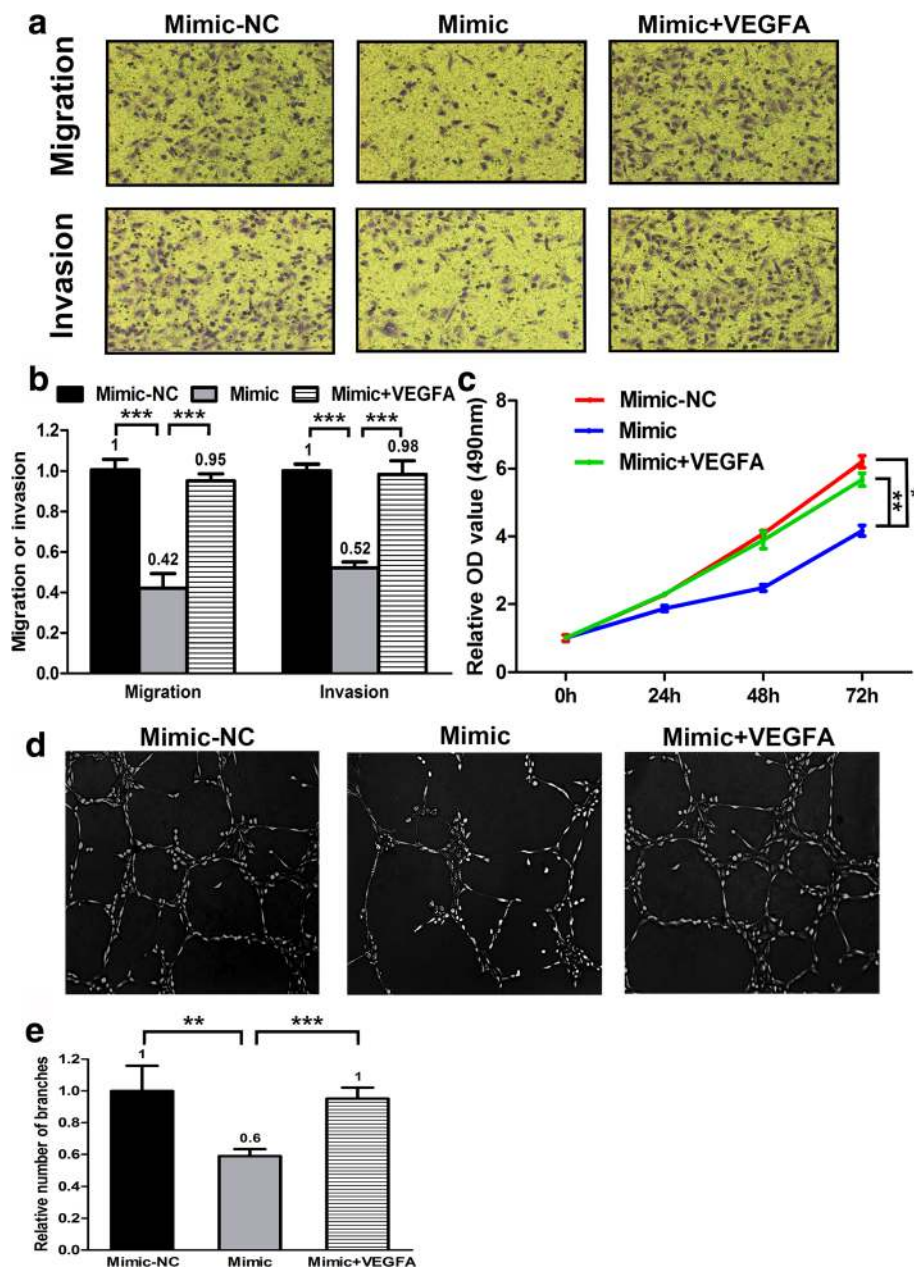 a
Mimic-NC Mimic Mimic+VEGFA
Migration
Invasion
b
Mimic-NC Mimic Mimic+VEGFA
*** *** *** ***
1 0.42 0.95 1 0.52 0.98
Migration or invasion
1.2
1.0
0.8
0.6
0.4
0.2
0.0
Migration Invasion
c
Mimic-NC
Mimic
Mimic+VEGFA
Relative OD value (490nm)
8
6
4
2
0
0h 24h 48h 72h
**
d
Mimic-NC Mimic Mimic+VEGFA
e
** ***
1 0.6 1
Relative number of branches
1.2
1.0
0.8
0.6
0.4
0.2
0.0
Mimic-NC Mimic Mimic+VEGFA